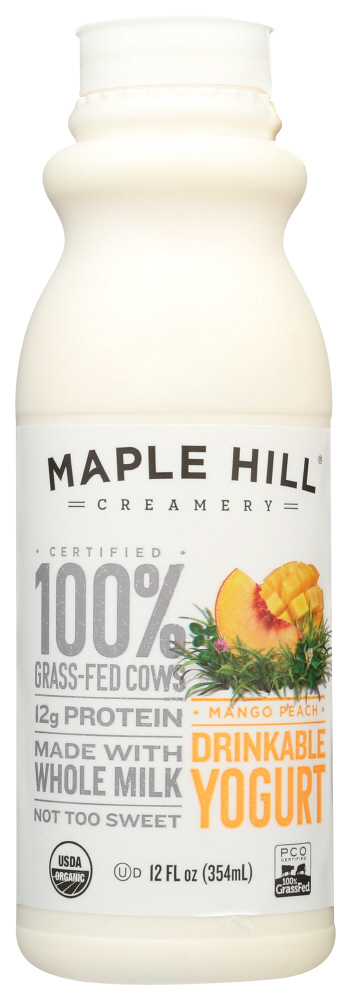 MAPLE HILL®
CREAMERY
CERTIFIED
100%
GRASS-FED COWS
12g PROTEIN
MADE WITH
WHOLE MILK
NOT TOO SWEET
MANGO PEACH
DRINKABLE
YOGURT
USDA
ORGANIC
U D 12 FL oz (354mL)
PCO
CERTIFIED
100%
GrassFed